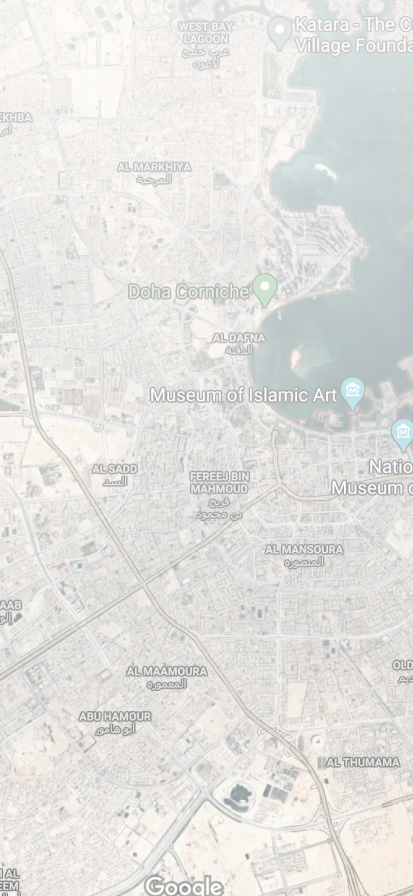 WEST BAY
LAGOON
عرب خليج
لاغون
Katara - The C
Village Founda
EKHBA
AL MARKHIYA
المرخية
Doha Corniche
AL DAFNA
الدفنة
Museum of Islamic Art
Natio
Museum o
AL SADD
السد
FEREEJ BIN
MAHMOUD
فريج
بن محمود
AL MANSOURA
المنصورة
AAB
AL MAAMOURA
المعمورة
OLD
ABU HAMOUR
أبو هامور
AL THUMAMA
M AL
EEM
Google